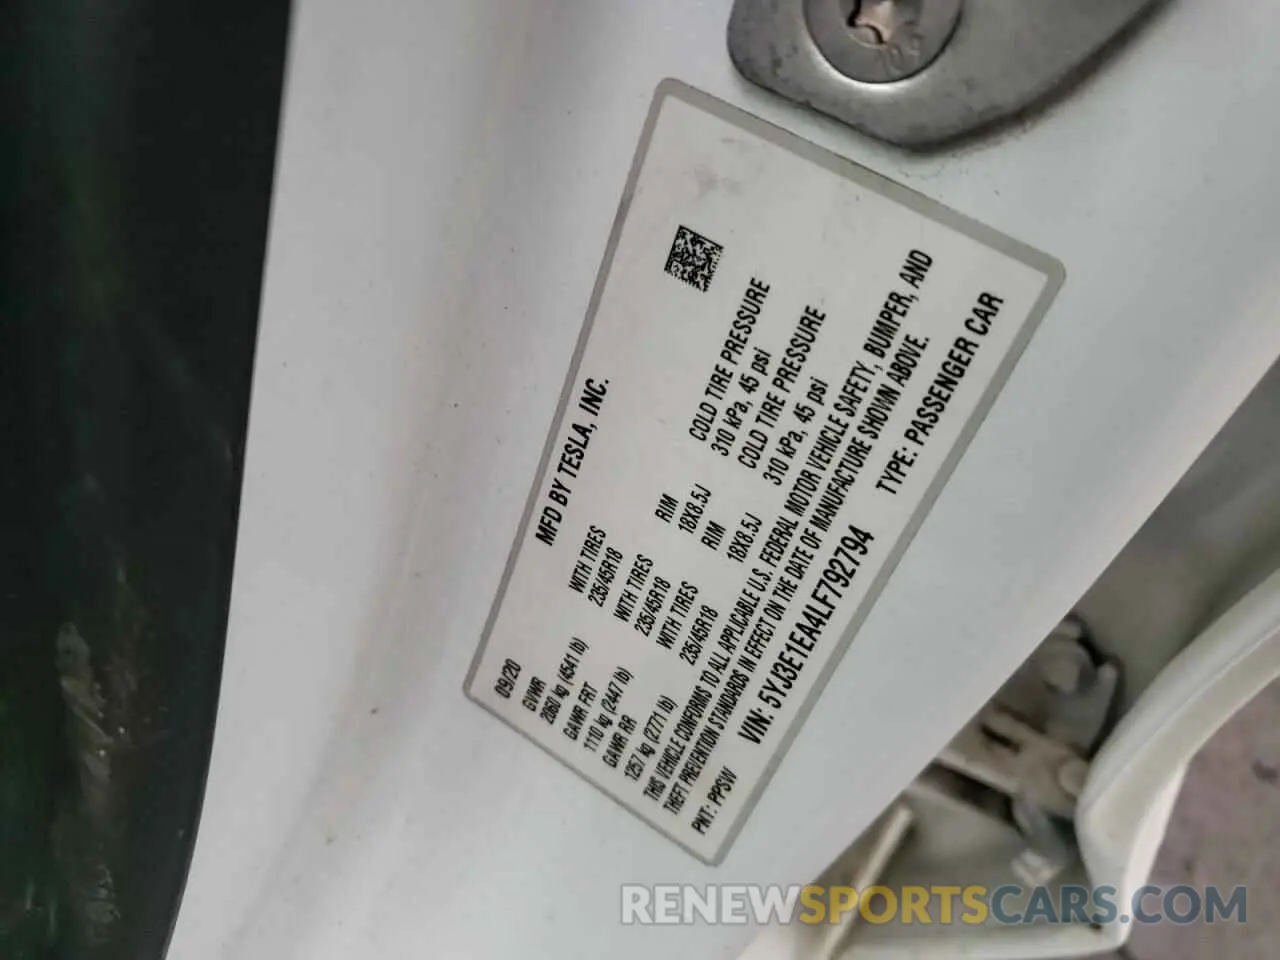 MFD BY TESLA, INC.
09/20
GVWR
2060 kg (4541 lb)
WITH TIRES
235/45R18
GAWR FRT
1110 kg (2447 lb)
WITH TIRES
235/45R18
RIM
18X8.5J
COLD TIRE PRESSURE
310 kPa, 45 psi
GAWR RR
1257 kg (2771 lb)
WITH TIRES
235/45R18
RIM
18X8.5J
COLD TIRE PRESSURE
310 kPa, 45 psi
THIS VEHICLE CONFORMS TO ALL APPLICABLE U.S. FEDERAL MOTOR VEHICLE SAFETY, BUMPER, AND
THEFT PREVENTION STANDARDS IN EFFECT ON THE DATE OF MANUFACTURE SHOWN ABOVE.
PNT: PPSW
VIN: 5YJ3E1EA4LF792794
TYPE: PASSENGER CAR
RENEWSPORTSCARS.COM